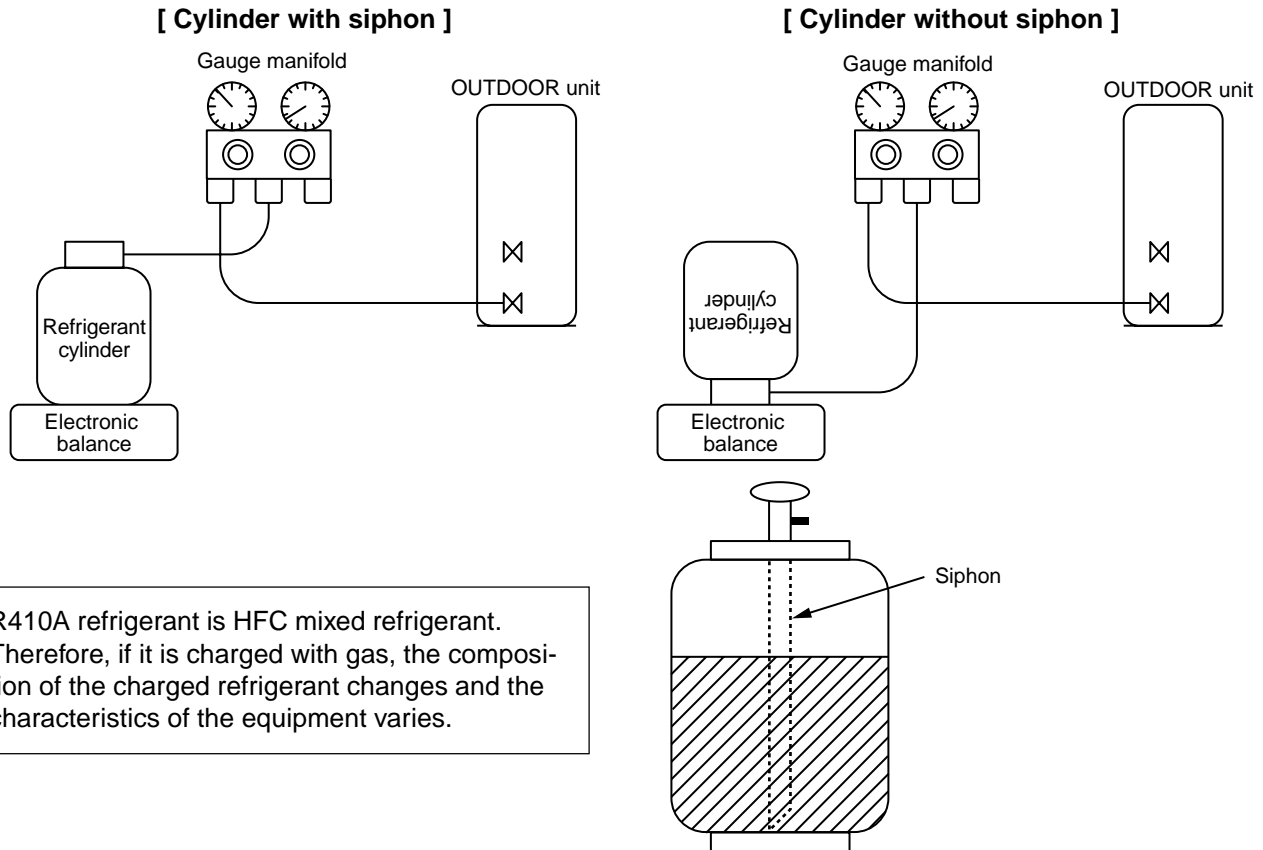 [ Cylinder with siphon ]
Gauge manifold
OUTDOOR unit
Refrigerant
cylinder
Electronic
balance
[ Cylinder without siphon ]
Gauge manifold
OUTDOOR unit
Refrigerant
cylinder
Electronic
balance
Siphon
R410A refrigerant is HFC mixed refrigerant.
Therefore, if it is charged with gas, the composi-
tion of the charged refrigerant changes and the
characteristics of the equipment varies.